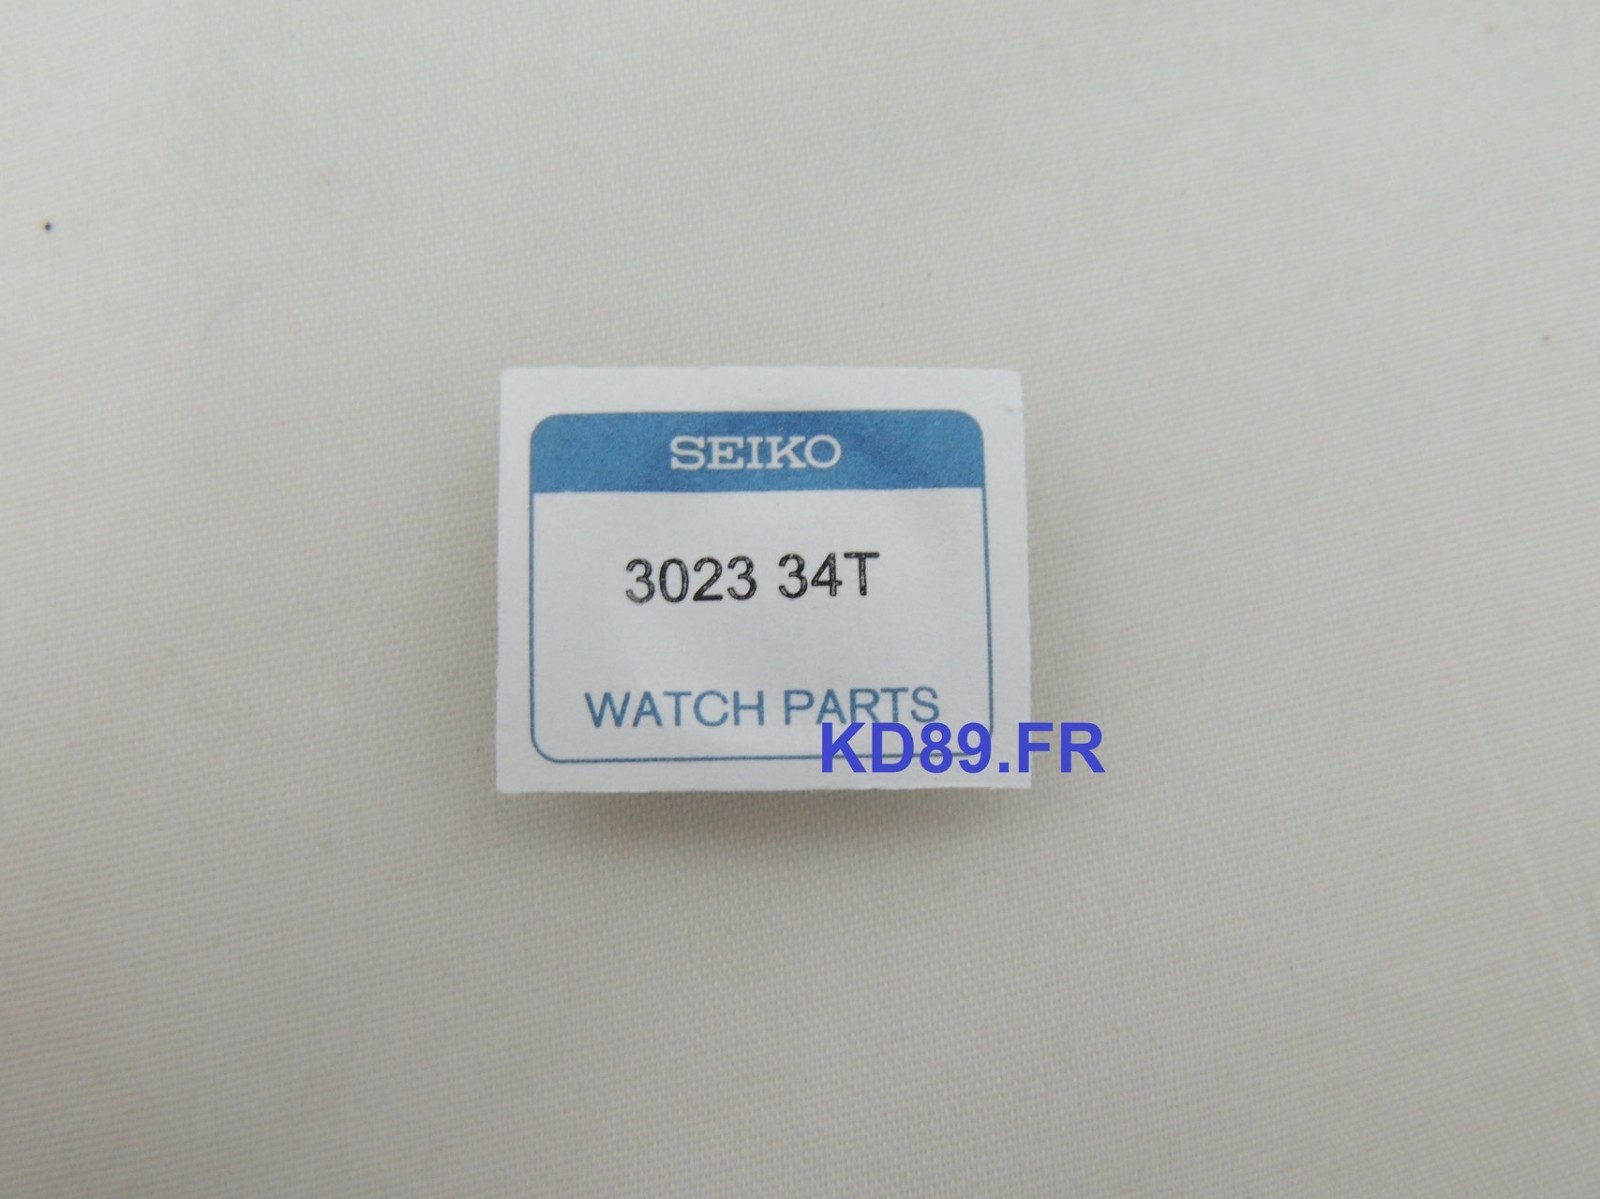 SEIKO
3023 34T
WATCH PARTS
KD89.FR